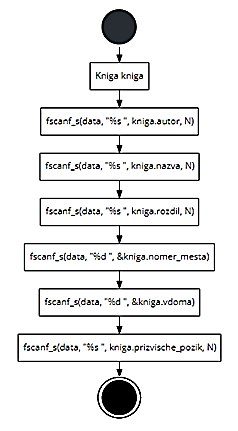 Kniga kniga
fscanf_s(data, "%s ", kniga.autor, N)
fscanf_s(data, "%s ", kniga.nazva, N)
fscanf_s(data, "%s ", kniga.rozdil, N)
fscanf_s(data, "%d ", &kniga.nomer_mesta)
fscanf_s(data, "%d ", &kniga.vdoma)
fscanf_s(data, "%s ", kniga.prizvische_pozik, N)